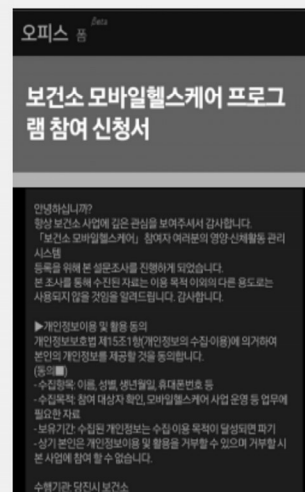 오피스 폼 Beta
보건소 모바일헬스케어 프로그
램 참여 신청서
안녕하십니까?
항상 보건소 사업에 깊은 관심을 보여주셔서 감사합니다.
「보건소 모바일헬스케어」 참여자 여러분의 영양·신체활동 관리
시스템
등록을 위해 본 설문조사를 진행하게 되었습니다.
본 조사를 통해 수진된 자료는 이용 목적 이외의 다른 용도로는
사용되지 않을 것임을 알려드립니다. 감사합니다.
▶개인정보이용 및 활용 동의
개인정보보호법 제15조1항(개인정보의 수집·이용)에 의거하여
본인의 개인정보를 제공할 것을 동의합니다.
(동의■)
-수집항목: 이름, 성별, 생년월일, 휴대폰번호 등
-수집목적: 참여 대상자 확인, 모바일헬스케어 사업 운영 등 업무에
필요한 자료
-보유기간: 수집된 개인정보는 수집·이용 목적이 달성되면 파기
-상기 본인은 개인정보이용 및 활용을 거부할 수 있으며 거부할 시
본 사업에 참여 할 수 없습니다.
수행기관: 당진시 보건소